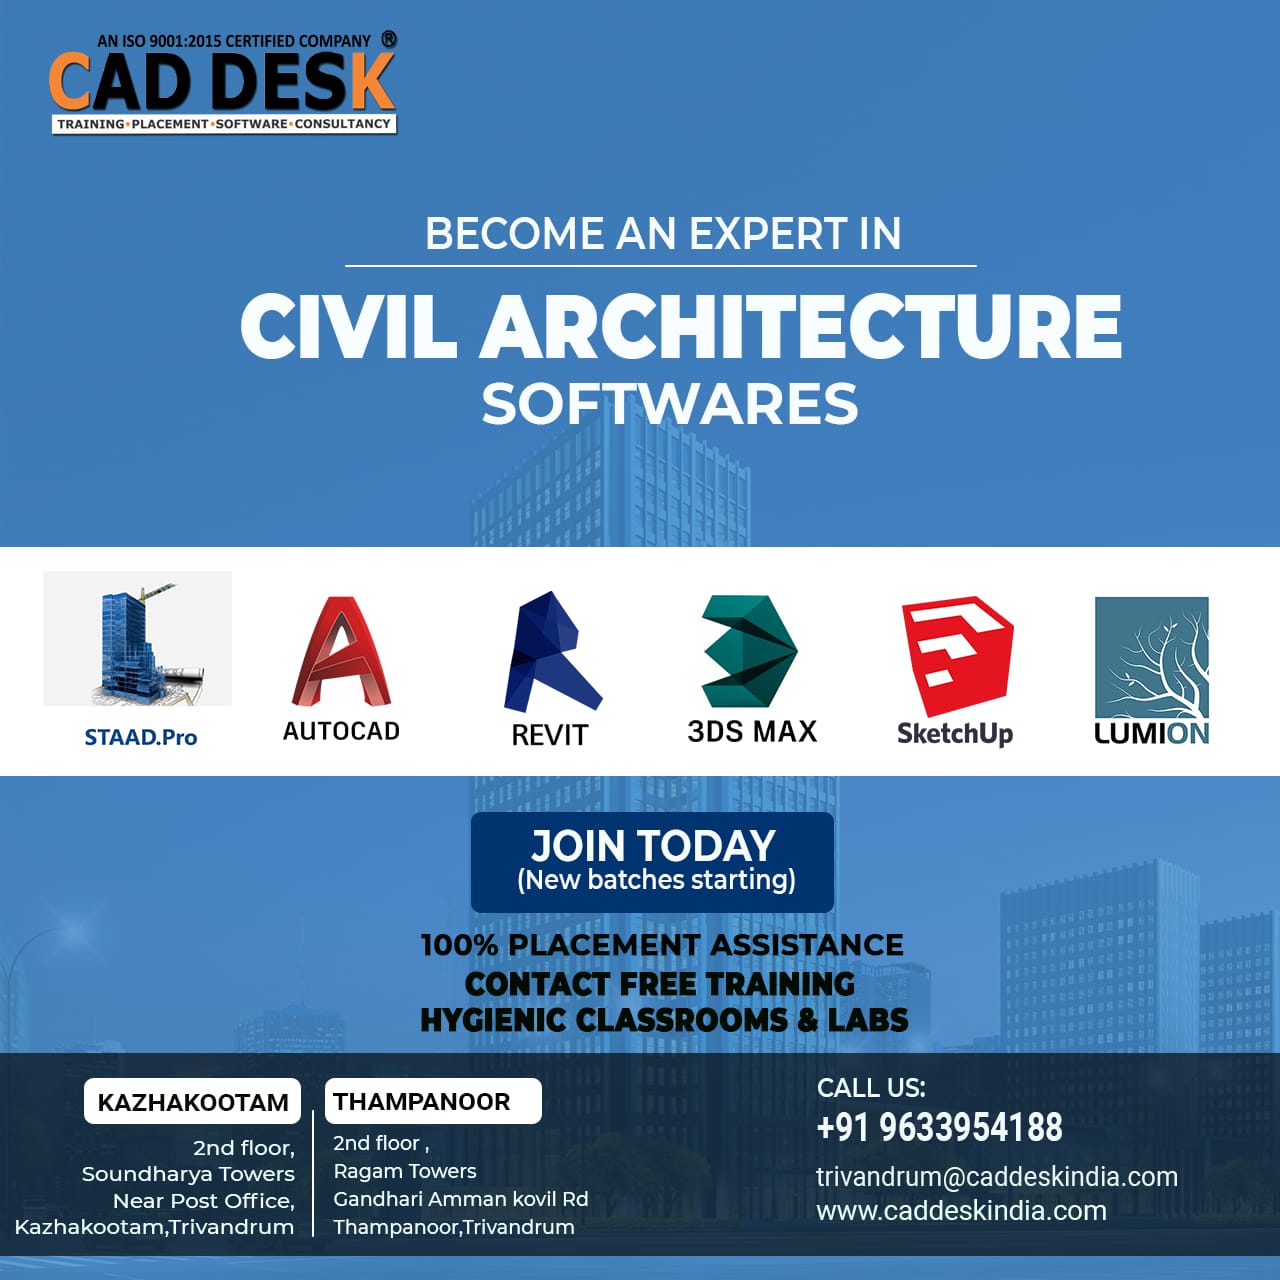 AN ISO 9001:2015 CERTIFIED COMPANY ®
CAD DESK
TRAINING•PLACEMENT•SOFTWARE•CONSULTANCY
BECOME AN EXPERT IN
CIVIL ARCHITECTURE
SOFTWARES
STAAD.Pro
AUTOCAD
REVIT
3DS MAX
SketchUp
LUMION
JOIN TODAY
(New batches starting)
100% PLACEMENT ASSISTANCE
CONTACT FREE TRAINING
HYGIENIC CLASSROOMS & LABS
KAZHAKOOTAM
2nd floor,
Soundharya Towers
Near Post Office,
Kazhakootam,Trivandrum
THAMPANOOR
2nd floor ,
Ragam Towers
Gandhari Amman kovil Rd
Thampanoor,Trivandrum
CALL US:
+91 9633954188
trivandrum@caddeskindia.com
www.caddeskindia.com